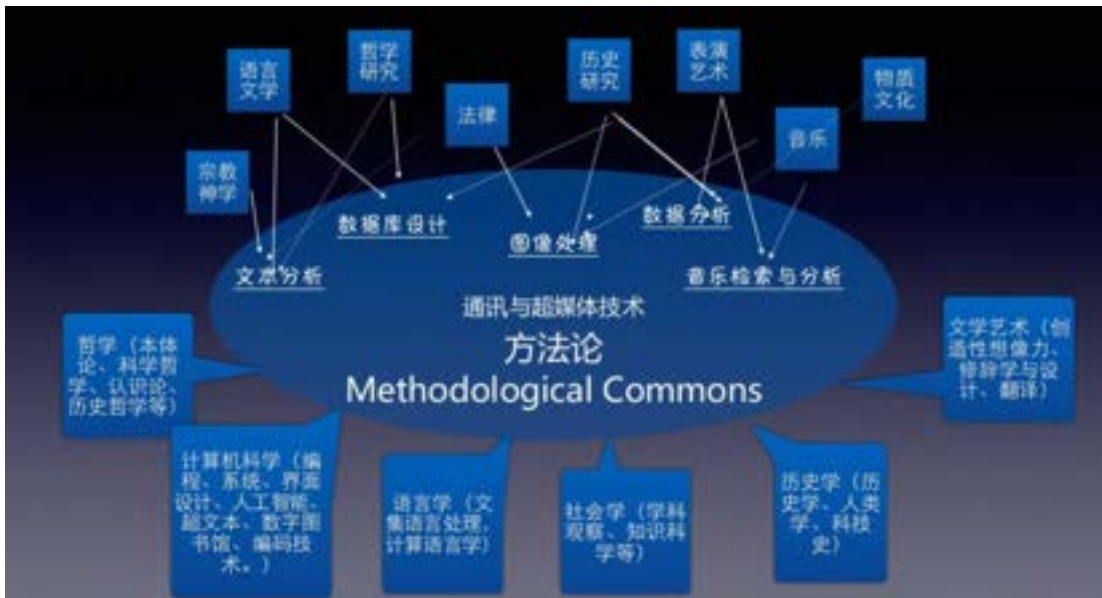 哲学
研究
语言
文学
历史
研究
表演
艺术
物质
文化
法律
音乐
宗教
神学
数据库设计
图像处理
数据分析
文本分析
音乐检索与分析
通讯与超媒体技术
方法论
Methodological Commons
哲学（本体
论、科学哲
学、认识论、
历史哲学等）
计算机科学（编
程、系统、界面
设计、人工智能、
超文本、数字图
书馆、编码技
术。）
语言学（文
集语言处理，
计算语言学）
社会学（学科
观察、知识科
学等）
历史学（历
史学、人类
学、科技
史）
文学艺术（创
造性想像力、
修辞学与设
计、翻译）